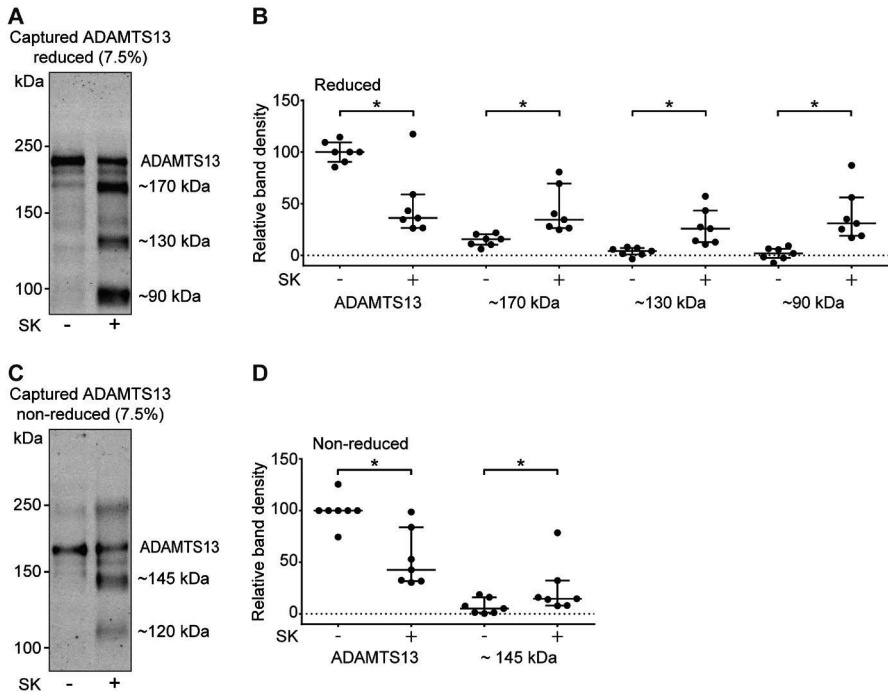 A
Captured ADAMTS13
reduced (7.5%)
kDa
250
150
100
ADAMTS13
~170 kDa
~130 kDa
~90 kDa
SK - +
B
Reduced
Relative band density
150
100
50
0
* * * *
SK - + - + - + - +
ADAMTS13 ~170 kDa ~130 kDa ~90 kDa
C
Captured ADAMTS13
non-reduced (7.5%)
kDa
250
150
100
ADAMTS13
~145 kDa
~120 kDa
SK - +
D
Non-reduced
Relative band density
150
100
50
0
* *
SK - + - +
ADAMTS13 ~ 145 kDa